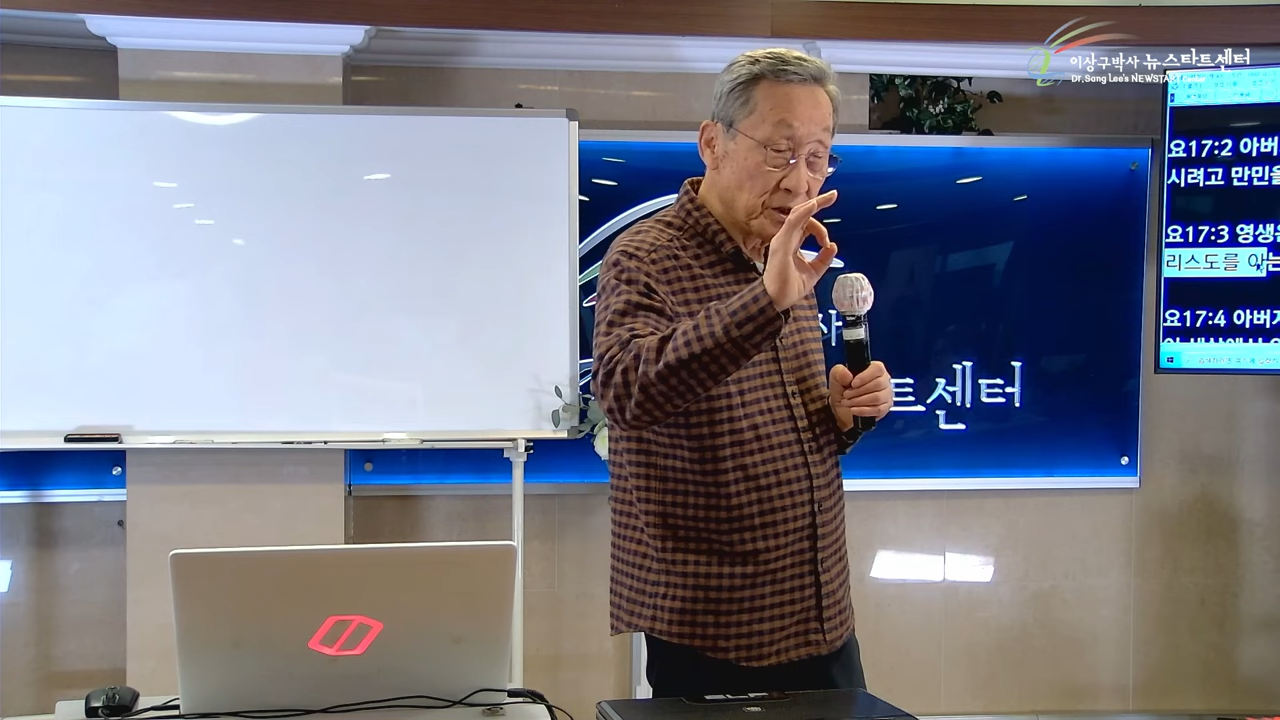 이상구박사 뉴스타트센터
Dr.Sang Lee's NEWSTART
요17:2 아버
시려고 만민을
요17:3 영생은
리스도를 아는
요17:4 아버지
트센터